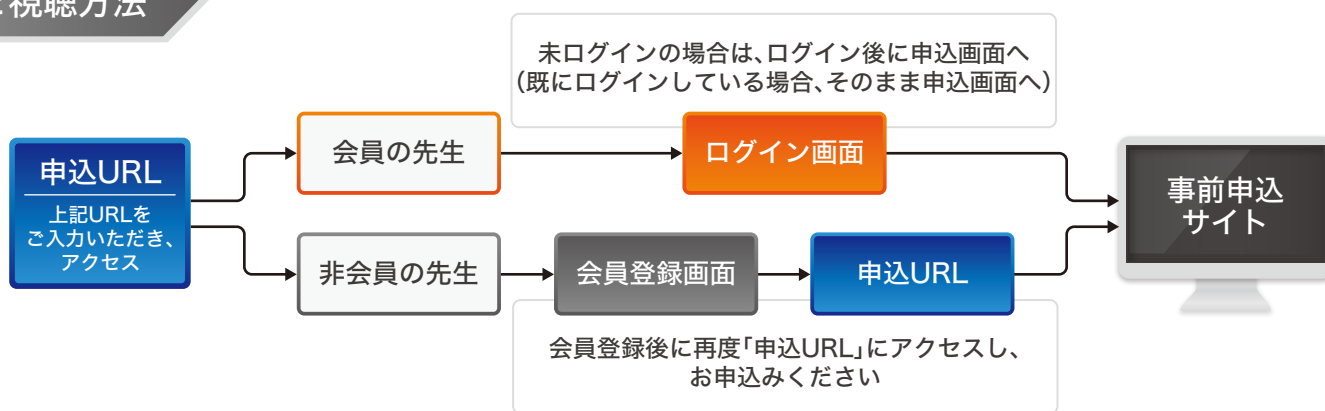 視聴方法
未ログインの場合は、ログイン後に申込画面へ
（既にログインしている場合、そのまま申込画面へ）
申込URL
上記URLを
ご入力いただき、
アクセス
会員の先生
ログイン画面
非会員の先生
会員登録画面
申込URL
事前申込
サイト
会員登録後に再度「申込URL」にアクセスし、
お申込みください